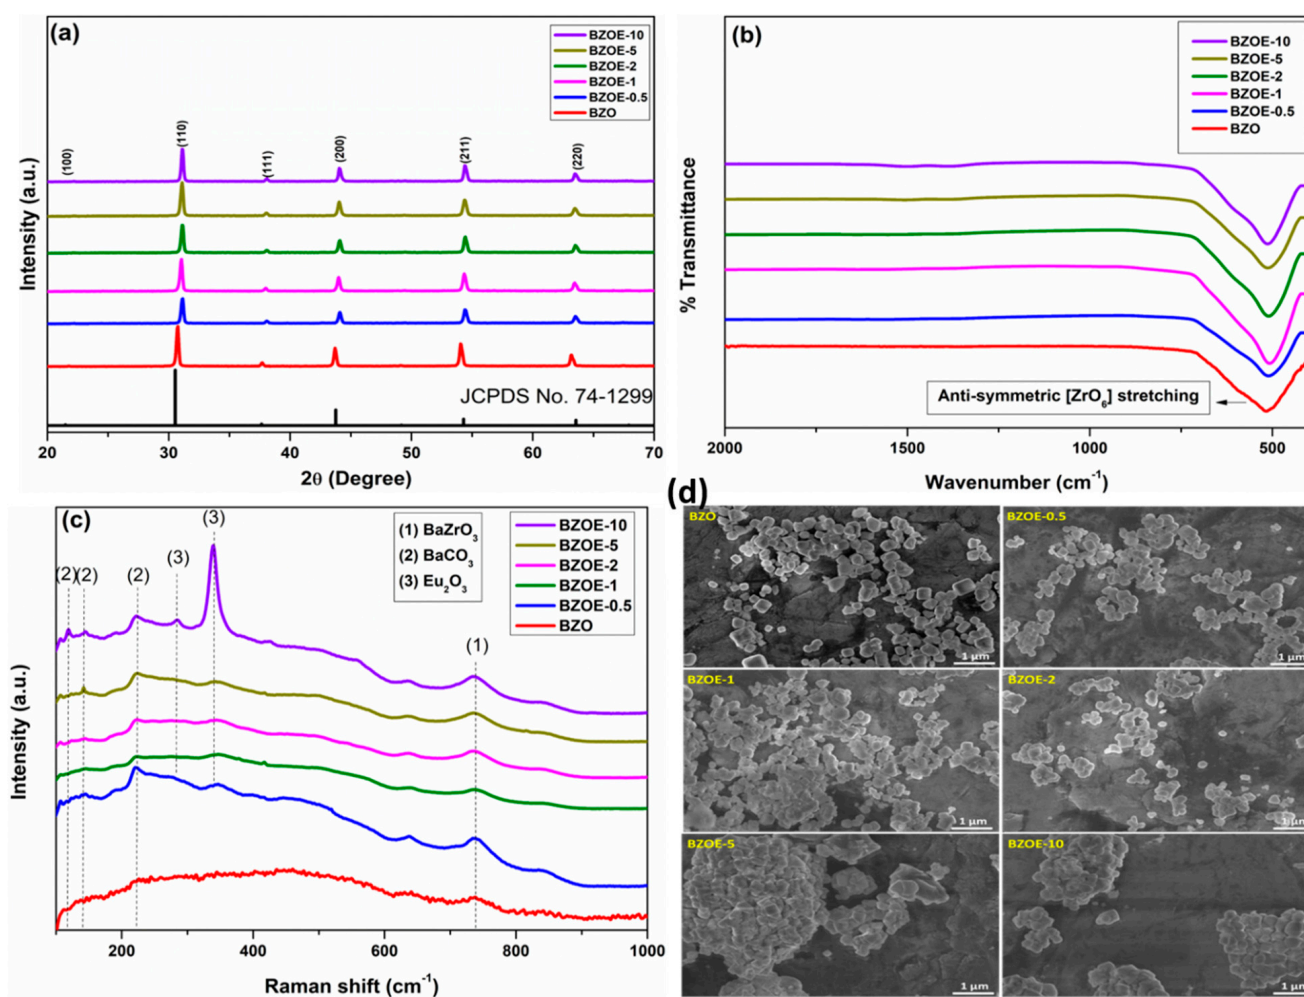 (a)
BZOE-10
BZOE-5
BZOE-2
BZOE-1
BZOE-0.5
BZO
(100)
(110)
(111)
(200)
(211)
(220)
JCPDS No. 74-1299
Intensity (a.u.)
20 30 40 50 60 70
2θ (Degree)
(b)
BZOE-10
BZOE-5
BZOE-2
BZOE-1
BZOE-0.5
BZO
% Transmittance
Anti-symmetric [ZrO₆] stretching
2000 1500 1000 500
Wavenumber (cm⁻¹)
(c)
(3)
(1) BaZrO₃
(2) BaCO₃
(3) Eu₂O₃
BZOE-10
BZOE-5
BZOE-2
BZOE-1
BZOE-0.5
BZO
(2) (2) (2) (3)
(1)
Intensity (a.u.)
200 400 600 800 1000
Raman shift (cm⁻¹)
(d)
BZO
1 µm
BZOE-0.5
1 µm
BZOE-1
1 µm
BZOE-2
1 µm
BZOE-5
1 µm
BZOE-10
1 µm